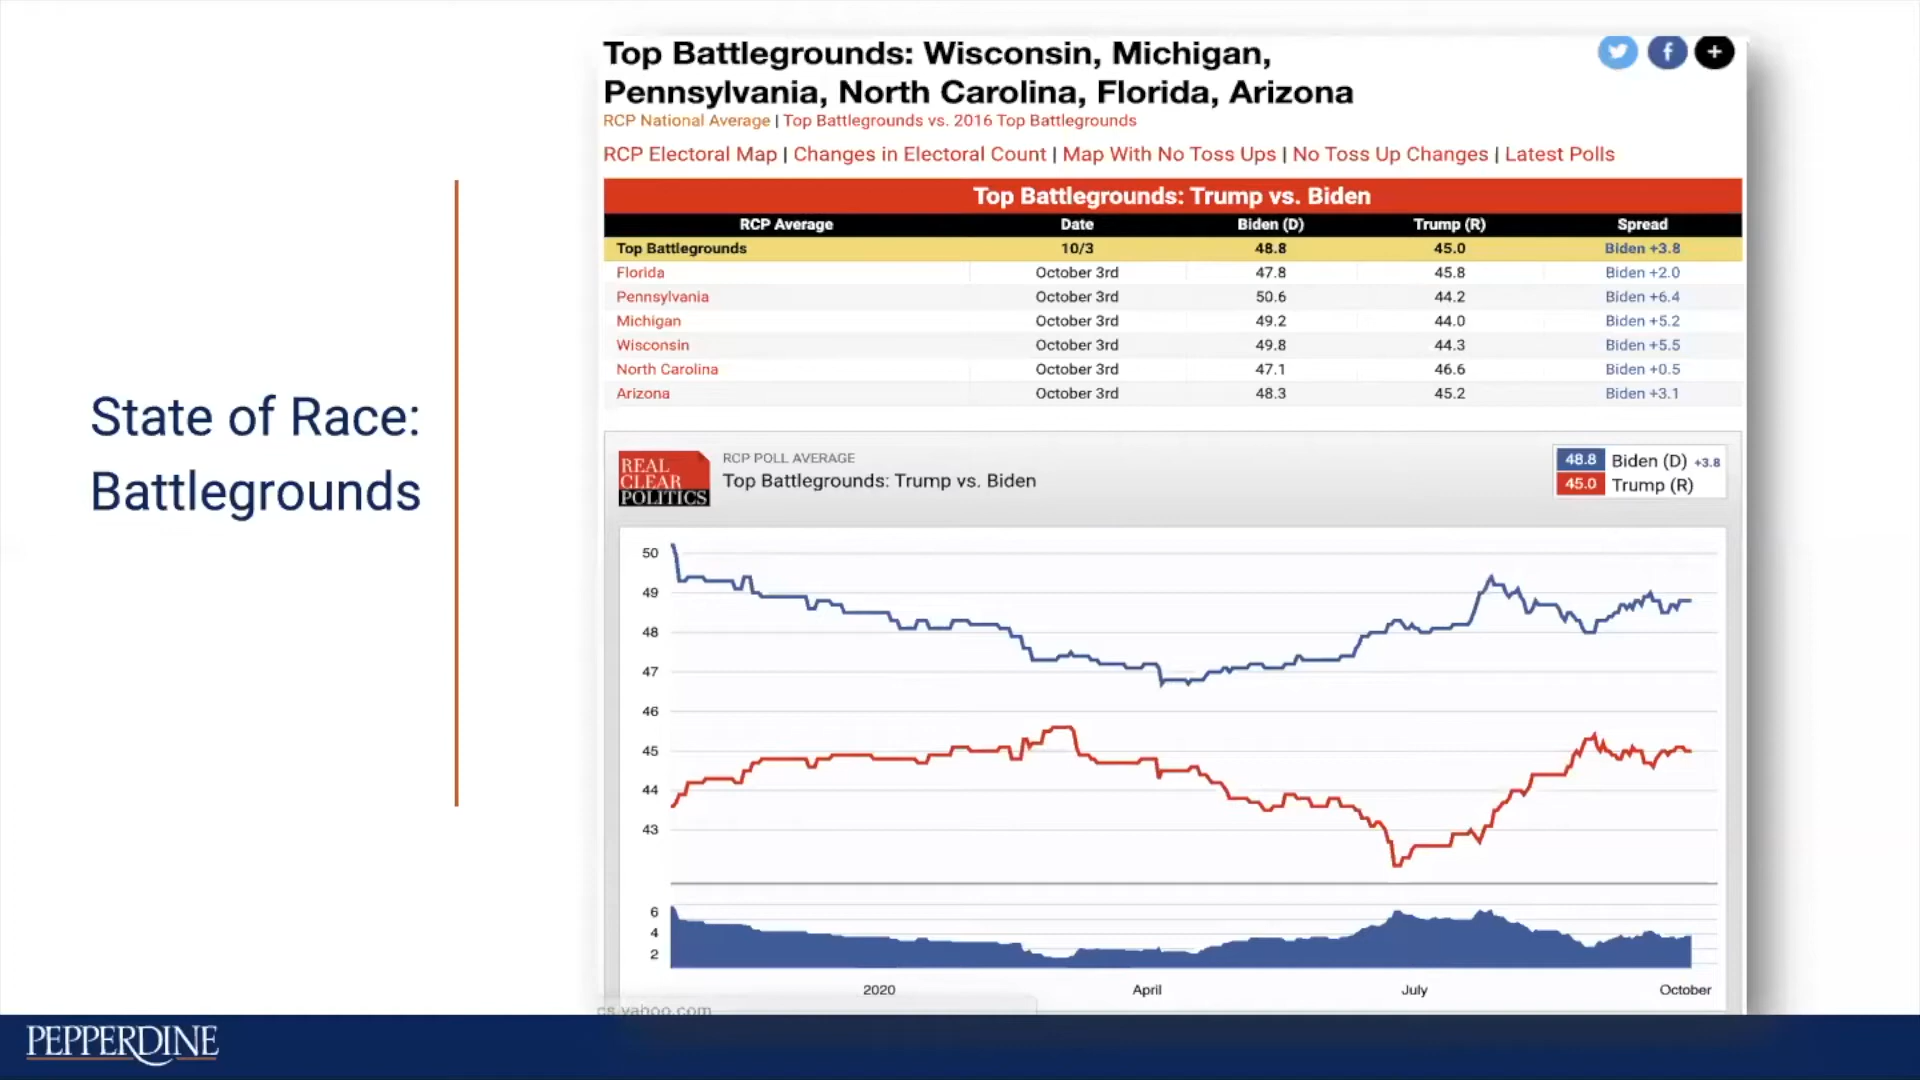 State of Race:
Battlegrounds
Top Battlegrounds: Wisconsin, Michigan,
Pennsylvania, North Carolina, Florida, Arizona
RCP National Average | Top Battlegrounds vs. 2016 Top Battlegrounds
RCP Electoral Map | Changes in Electoral Count | Map With No Toss Ups | No Toss Up Changes | Latest Polls
Top Battlegrounds: Trump vs. Biden
RCP Average Date Biden (D) Trump (R) Spread
Top Battlegrounds 10/3 48.8 45.0 Biden +3.8
Florida October 3rd 47.8 45.8 Biden +2.0
Pennsylvania October 3rd 50.6 44.2 Biden +6.4
Michigan October 3rd 49.2 44.0 Biden +5.2
Wisconsin October 3rd 49.8 44.3 Biden +5.5
North Carolina October 3rd 47.1 46.6 Biden +0.5
Arizona October 3rd 48.3 45.2 Biden +3.1
REAL
CLEAR
POLITICS
RCP POLL AVERAGE
Top Battlegrounds: Trump vs. Biden
48.8 Biden (D) +3.8
45.0 Trump (R)
50
49
48
47
46
45
44
43
6
4
2
2020 April July October
cs.yahoo.com
PEPPERDINE